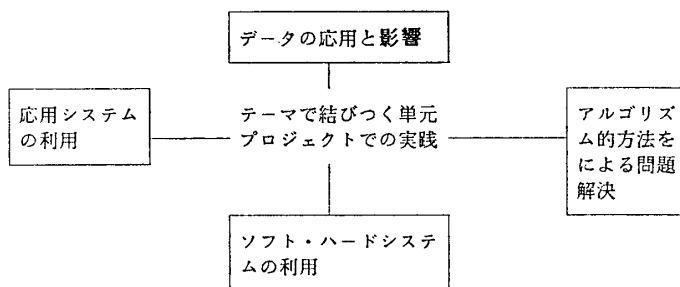 データの応用と影響
応用システム
の利用
テーマで結びつく単元
プロジェクトでの実践
アルゴリズ
ム的方法を
による問題
解決
ソフト・ハードシステ
ムの利用